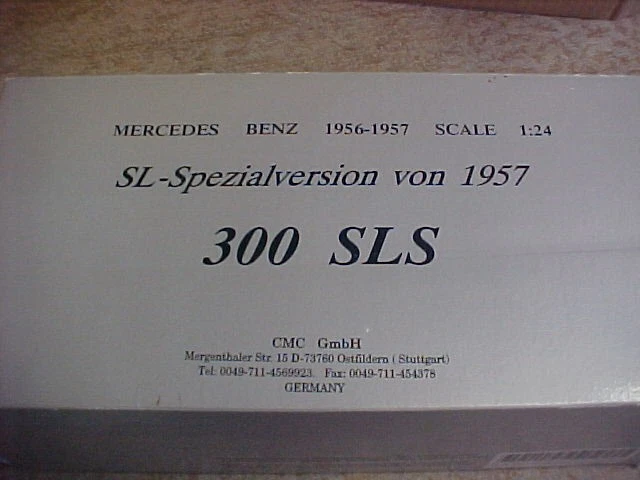 MERCEDES BENZ 1956-1957 SCALE 1:24
SL-Spezialversion von 1957
300 SLS
CMC GmbH
Mergenthaler Str. 15 D-73760 Ostfildern ( Stuttgart)
Tel: 0049-711-4569923. Fax: 0049-711-454378
GERMANY